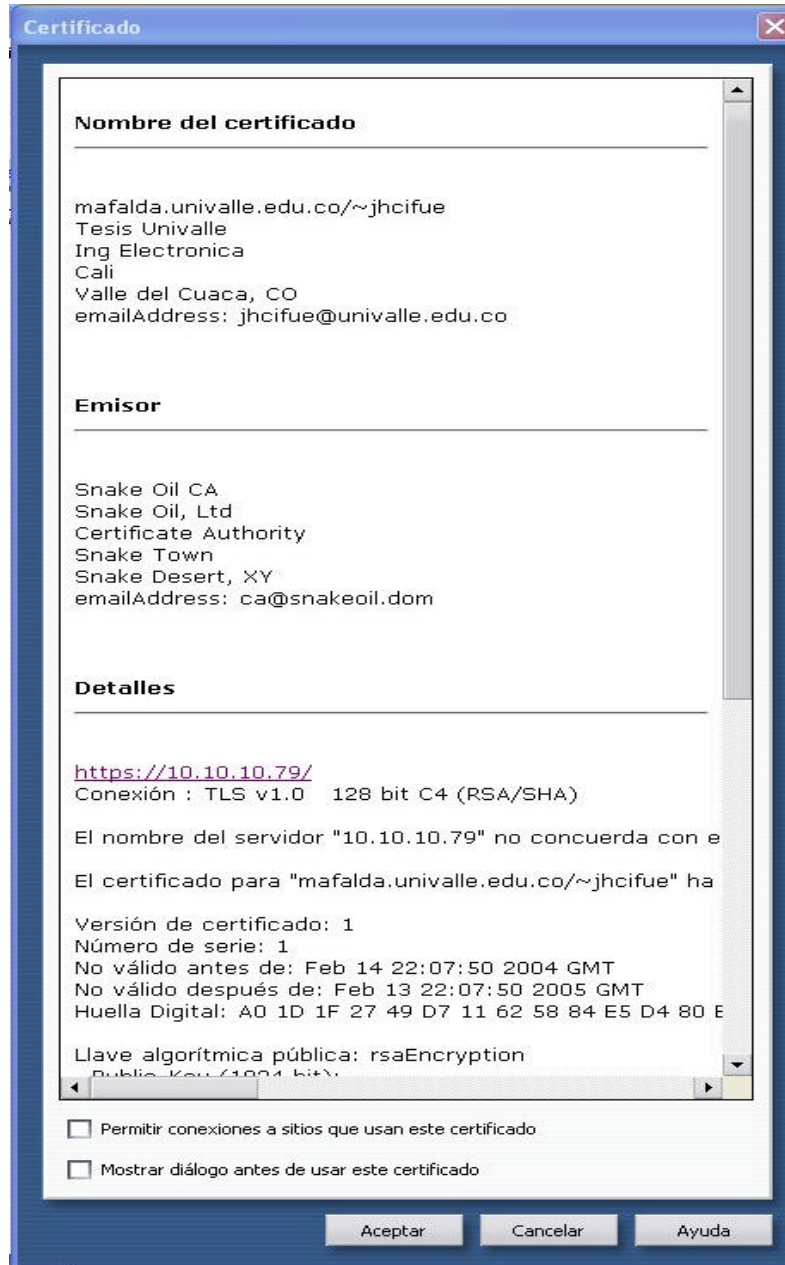 Certificado
Nombre del certificado
mafalda.univalle.edu.co/~jhcifue
Tesis Univalle
Ing Electronica
Cali
Valle del Cuaca, CO
emailAddress: jhcifue@univalle.edu.co
Emisor
Snake Oil CA
Snake Oil, Ltd
Certificate Authority
Snake Town
Snake Desert, XY
emailAddress: ca@snakeoil.dom
Detalles
https://10.10.10.79/
Conexión : TLS v1.0 128 bit C4 (RSA/SHA)
El nombre del servidor "10.10.10.79" no concuerda con e
El certificado para "mafalda.univalle.edu.co/~jhcifue" ha
Versión de certificado: 1
Número de serie: 1
No válido antes de: Feb 14 22:07:50 2004 GMT
No válido después de: Feb 13 22:07:50 2005 GMT
Huella Digital: A0 1D 1F 27 49 D7 11 62 58 84 E5 D4 80
Llave algorítmica pública: rsaEncryption
Public Key (1024 bit):
Permitir conexiones a sitios que usan este certificado
Mostrar diálogo antes de usar este certificado
Aceptar
Cancelar
Ayuda